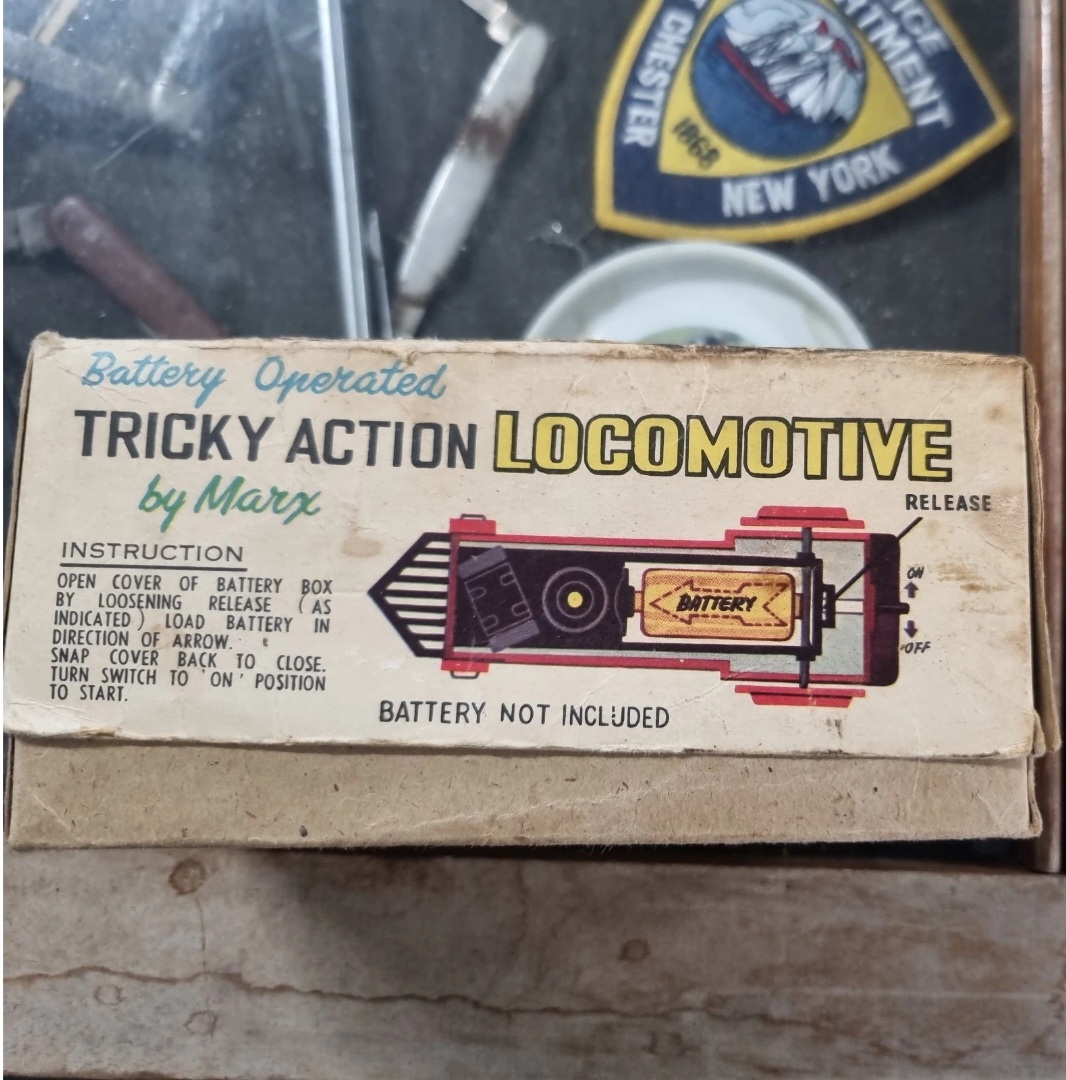 RTMENT
T CHESTER
1868
NEW YORK
Battery Operated
TRICKY ACTION LOCOMOTIVE
by Marx
RELEASE
INSTRUCTION
OPEN COVER OF BATTERY BOX
BY LOOSENING RELEASE (AS
INDICATED) LOAD BATTERY IN
DIRECTION OF ARROW.
SNAP COVER BACK TO CLOSE.
TURN SWITCH TO 'ON' POSITION
TO START.
BATTERY
ON
OFF
BATTERY NOT INCLUDED